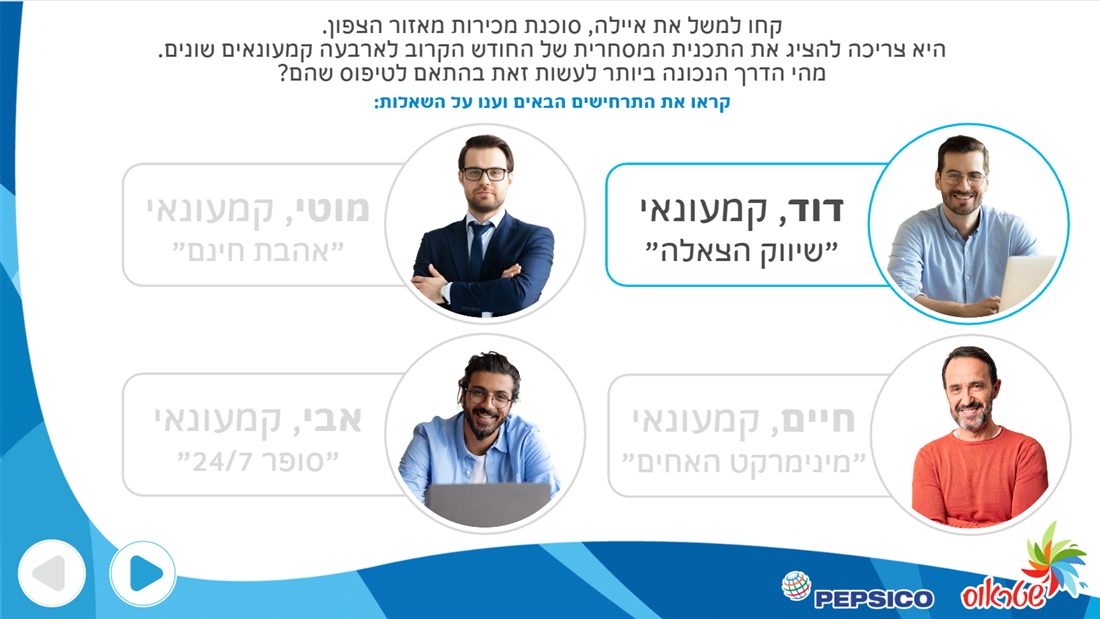 קחו למשל את איילה, סוכנת מכירות מאזור הצפון.
היא צריכה להציג את התכנית המסחרית של החודש הקרוב לארבעה קמעונאים שונים.
מהי הדרך הנכונה ביותר לעשות זאת בהתאם לטיפוס שהם?
קראו את התרחישים הבאים וענו על השאלות:
דוד, קמעונאי
״שיווק הצאלה״
מוטי, קמעונאי
״אהבת חינם״
חיים, קמעונאי
״מינימרקט האחים״
אבי, קמעונאי
״סופר 24/7״
PEPSICO
שטראוס